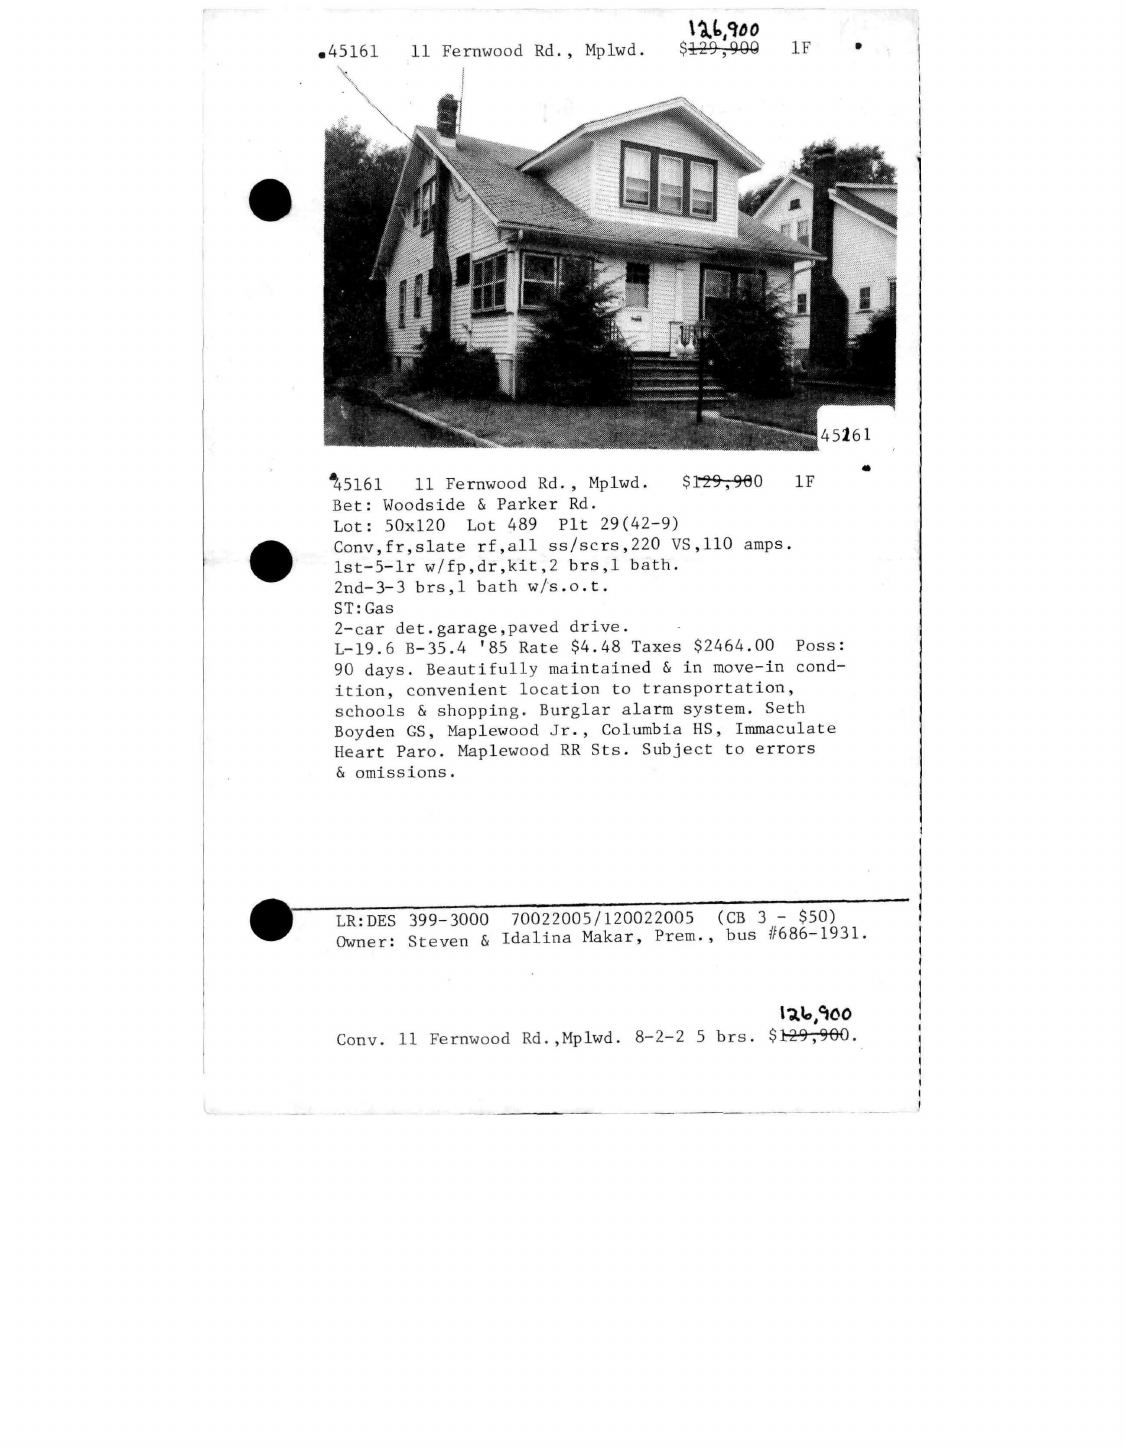 126,900
45161 11 Fernwood Rd., Mplwd. $129,900 1F
45161
45161 11 Fernwood Rd., Mplwd. $129,900 1F
Bet: Woodside & Parker Rd.
Lot: 50x120 Lot 489 Plt 29(42-9)
Conv,fr,slate rf,all ss/scrs,220 VS,110 amps.
1st-5-lr w/fp,dr,kit,2 brs,1 bath.
2nd-3-3 brs,1 bath w/s.o.t.
ST:Gas
2-car det.garage,paved drive.
L-19.6 B-35.4 '85 Rate $4.48 Taxes $2464.00 Poss:
90 days. Beautifully maintained & in move-in cond-
ition, convenient location to transportation,
schools & shopping. Burglar alarm system. Seth
Boyden GS, Maplewood Jr., Columbia HS, Immaculate
Heart Paro. Maplewood RR Sts. Subject to errors
& omissions.
LR:DES 399-3000 70022005/120022005 (CB 3 - $50)
Owner: Steven & Idalina Makar, Prem., bus #686-1931.
126,900
Conv. 11 Fernwood Rd.,Mplwd. 8-2-2 5 brs. $129,900.